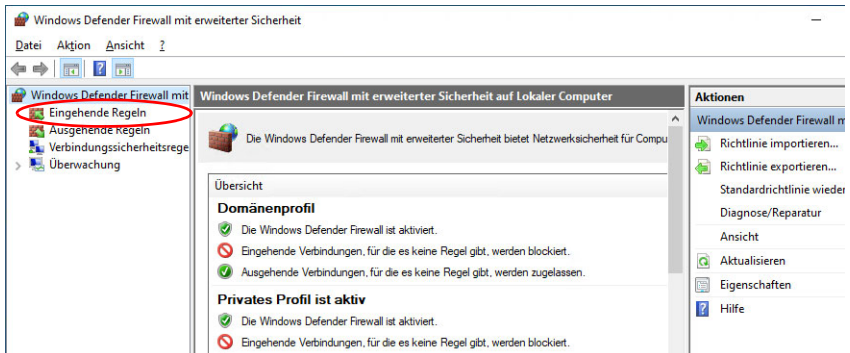 Windows Defender Firewall mit erweiterter Sicherheit
Datei Aktion Ansicht ?
Windows Defender Firewall mit
Eingehende Regeln
Ausgehende Regeln
Verbindungssicherheitsrege
Überwachung
Windows Defender Firewall mit erweiterter Sicherheit auf Lokaler Computer
Die Windows Defender Firewall mit erweiterter Sicherheit bietet Netzwerksicherheit für Compu
Übersicht
Domänenprofil
Die Windows Defender Firewall ist aktiviert.
Eingehende Verbindungen, für die es keine Regel gibt, werden blockiert.
Ausgehende Verbindungen, für die es keine Regel gibt, werden zugelassen.
Privates Profil ist aktiv
Die Windows Defender Firewall ist aktiviert.
Eingehende Verbindungen, für die es keine Regel gibt, werden blockiert.
Aktionen
Windows Defender Firewall m
Richtlinie importieren...
Richtlinie exportieren...
Standardrichtlinie wieder
Diagnose/Reparatur
Ansicht
Aktualisieren
Eigenschaften
Hilfe